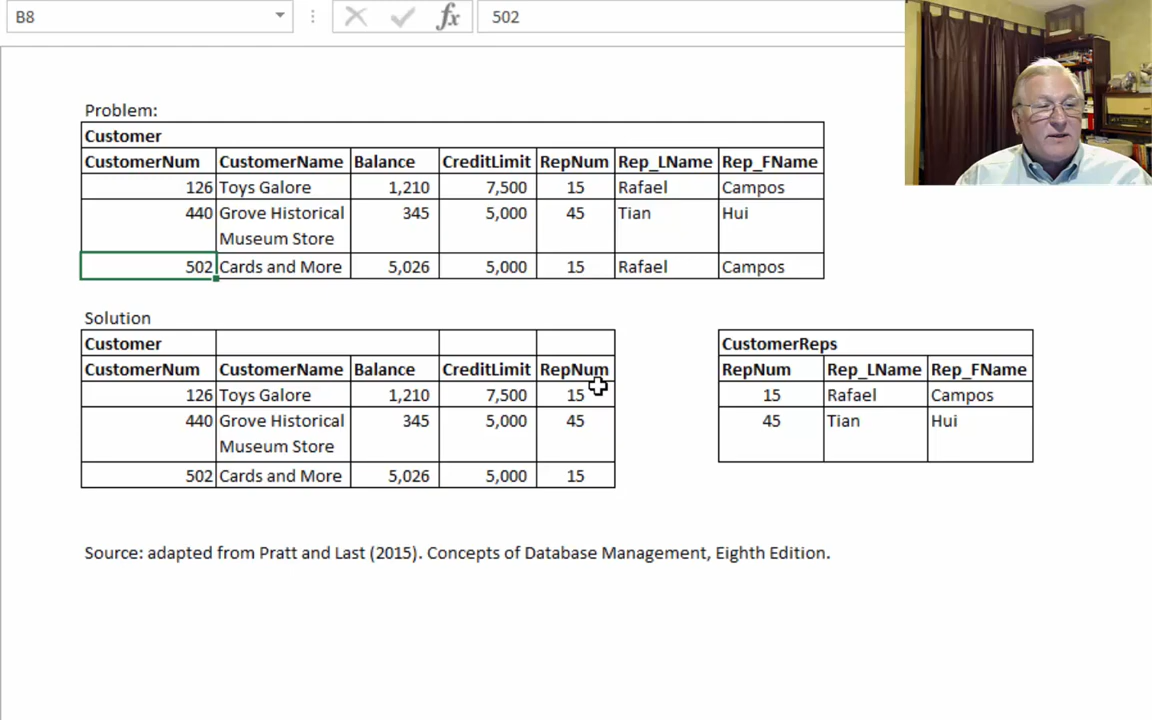 B8 fx 502
Problem:
Customer
CustomerNum CustomerName Balance CreditLimit RepNum Rep_LName Rep_FName
126 Toys Galore 1,210 7,500 15 Rafael Campos
440 Grove Historical 345 5,000 45 Tian Hui
Museum Store
502 Cards and More 5,026 5,000 15 Rafael Campos
Solution
Customer
CustomerNum CustomerName Balance CreditLimit RepNum
126 Toys Galore 1,210 7,500 15
440 Grove Historical 345 5,000 45
Museum Store
502 Cards and More 5,026 5,000 15
CustomerReps
RepNum Rep_LName Rep_FName
15 Rafael Campos
45 Tian Hui
Source: adapted from Pratt and Last (2015). Concepts of Database Management, Eighth Edition.